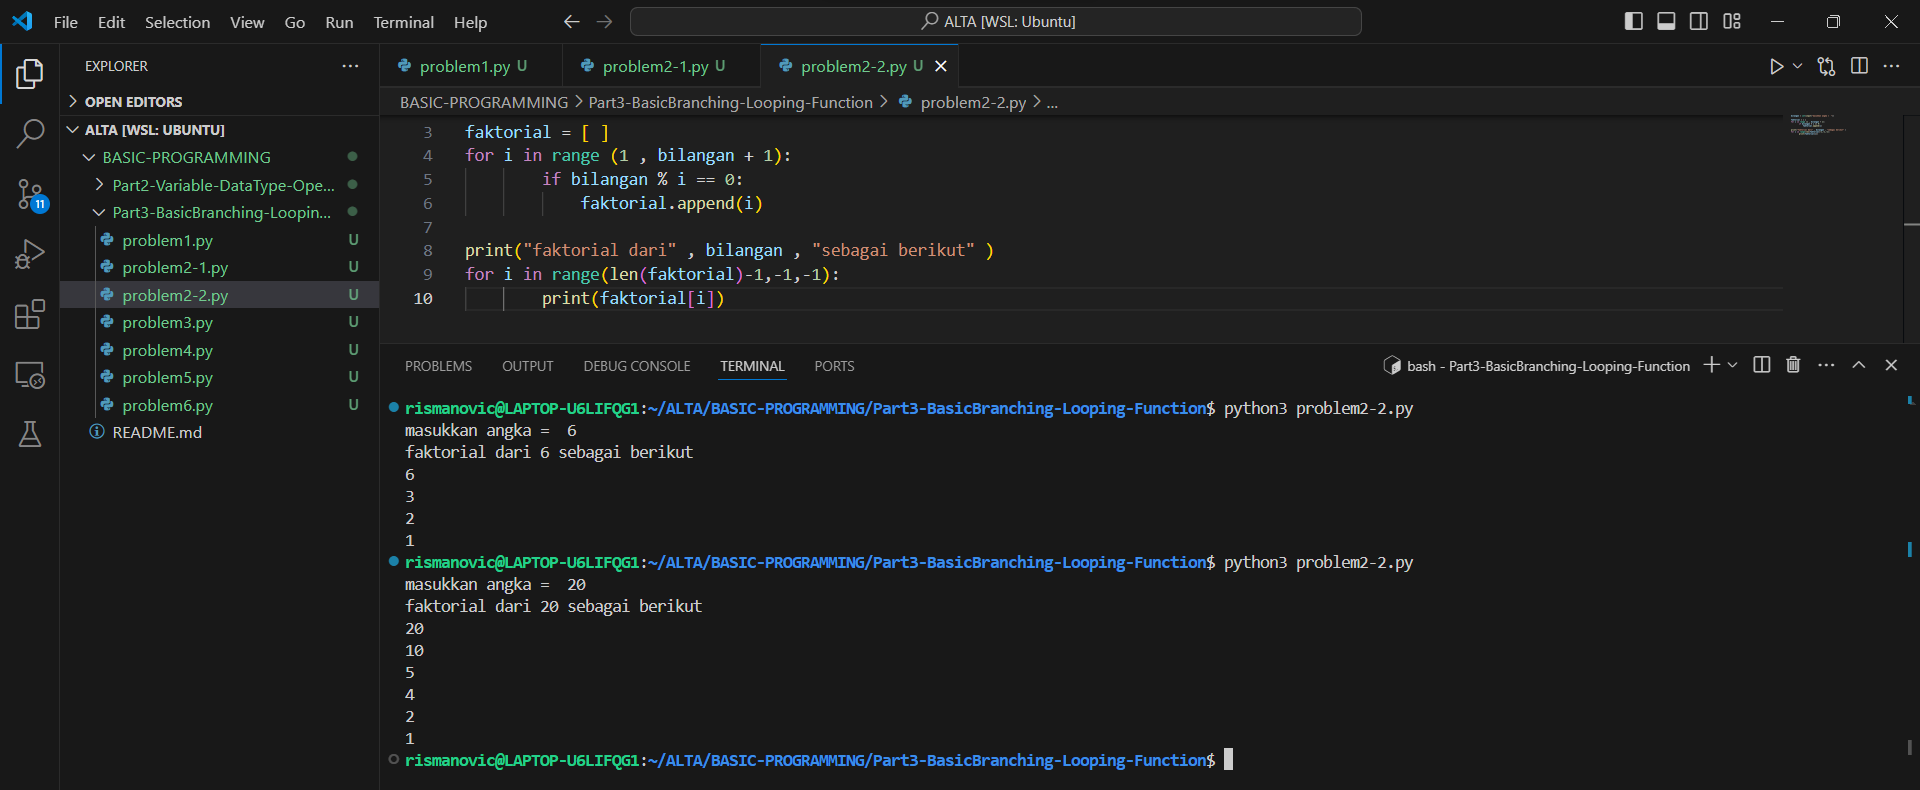 File Edit Selection View Go Run Terminal Help
ALTA [WSL: Ubuntu]
EXPLORER
OPEN EDITORS
ALTA [WSL: UBUNTU]
BASIC-PROGRAMMING
Part2-Variable-DataType-Ope...
Part3-BasicBranching-Loopin...
problem1.py U
problem2-1.py U
problem2-2.py U
problem3.py U
problem4.py U
problem5.py U
problem6.py U
README.md
11
problem1.py U problem2-1.py U problem2-2.py U
BASIC-PROGRAMMING > Part3-BasicBranching-Looping-Function > problem2-2.py > ...
3 faktorial = [ ]
4 for i in range (1 , bilangan + 1):
5 if bilangan % i == 0:
6 faktorial.append(i)
7
8 print("faktorial dari" , bilangan , "sebagai berikut" )
9 for i in range(len(faktorial)-1,-1,-1):
10 print(faktorial[i])
PROBLEMS OUTPUT DEBUG CONSOLE TERMINAL PORTS
bash - Part3-BasicBranching-Looping-Function
rismanovic@LAPTOP-U6LIFQG1:~/ALTA/BASIC-PROGRAMMING/Part3-BasicBranching-Looping-Function$ python3 problem2-2.py
masukkan angka =  6
faktorial dari 6 sebagai berikut
6
3
2
1
rismanovic@LAPTOP-U6LIFQG1:~/ALTA/BASIC-PROGRAMMING/Part3-BasicBranching-Looping-Function$ python3 problem2-2.py
masukkan angka =  20
faktorial dari 20 sebagai berikut
20
10
5
4
2
1
rismanovic@LAPTOP-U6LIFQG1:~/ALTA/BASIC-PROGRAMMING/Part3-BasicBranching-Looping-Function$